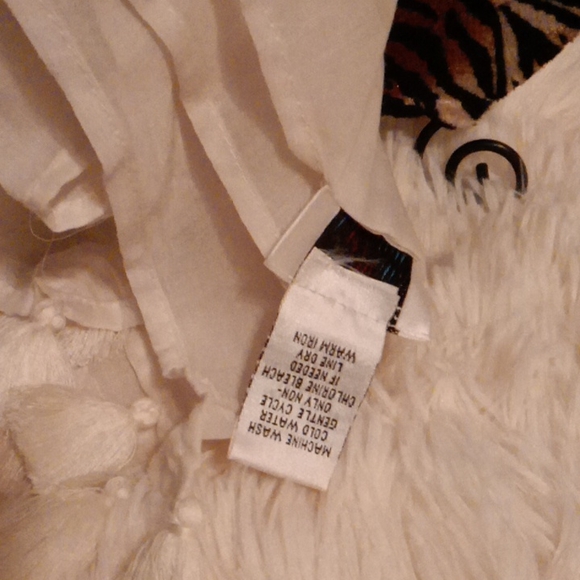 MACHINE WASH
COLD WATER
GENTLE CYCLE
ONLY NON-
CHLORINE BLEACH
IF NEEDED
LINE DRY
WARM IRON